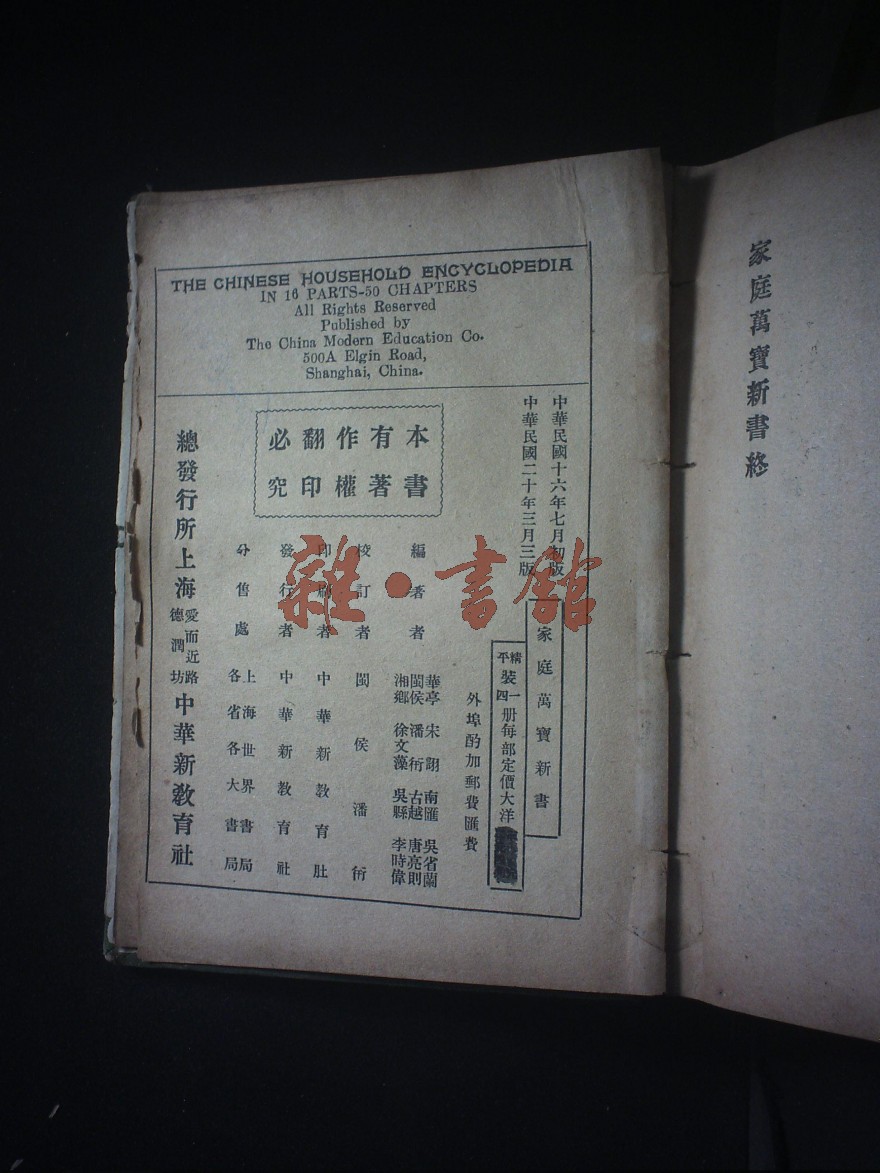 家庭萬寶新書終
THE CHINESE HOUSEHOLD ENCYCLOPEDIA
IN 16 PARTS-50 CHAPTERS
All Rights Reserved
Published by
The China Modern Education Co.
500A Elgin Road,
Shanghai, China.
中華民國十六年七月初版
中華民國二十年三月三版
家庭萬寶新書
精裝一册每部定價大洋
平四
外埠酌加郵費匯費
本書
有著
作權
翻印
必究
編著者
華亭宋詡 南匯吳省蘭
閩侯潘衍 古越唐亮則
湘鄉徐文藻 吳縣李時偉
校訂者 閩侯潘衍
印刷者 中華新教育社
發行者 中華新教育社
分售處 上海世界書局
各省各大書局
總發行所上海愛而近路德潤坊中華新教育社
雜·書館